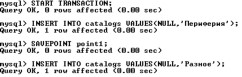 mysql> START TRANSACTION;
Query OK, 0 rows affected (0.00 sec)
mysql> INSERT INTO catalogs VALUES(NULL,'Периферия');
Query OK, 1 row affected (0.00 sec)
mysql> SAVEPOINT point1;
Query OK, 0 rows affected (0.00 sec)
mysql> INSERT INTO catalogs VALUES(NULL,'Разное');
Query OK, 1 row affected (0.00 sec)